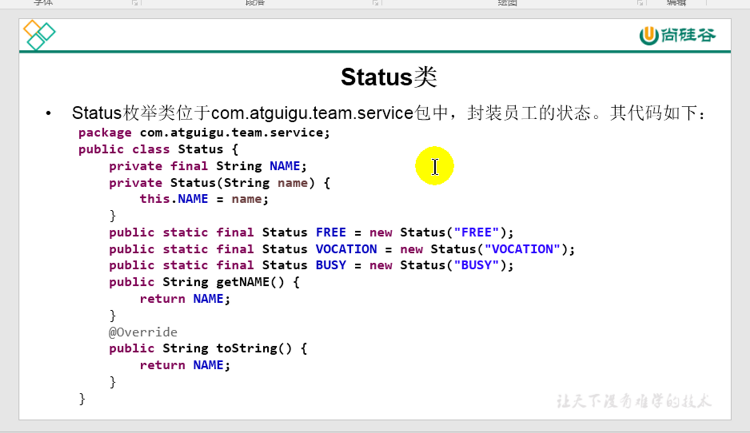 字体
段落
绘图
编辑
尚硅谷
Status类
• Status枚举类位于com.atguigu.team.service包中，封装员工的状态。其代码如下：
package com.atguigu.team.service;
public class Status {
    private final String NAME;
    private Status(String name) {
        this.NAME = name;
    }
    public static final Status FREE = new Status("FREE");
    public static final Status VOCATION = new Status("VOCATION");
    public static final Status BUSY = new Status("BUSY");
    public String getNAME() {
        return NAME;
    }
    @Override
    public String toString() {
        return NAME;
    }
}
让天下没有难学的技术